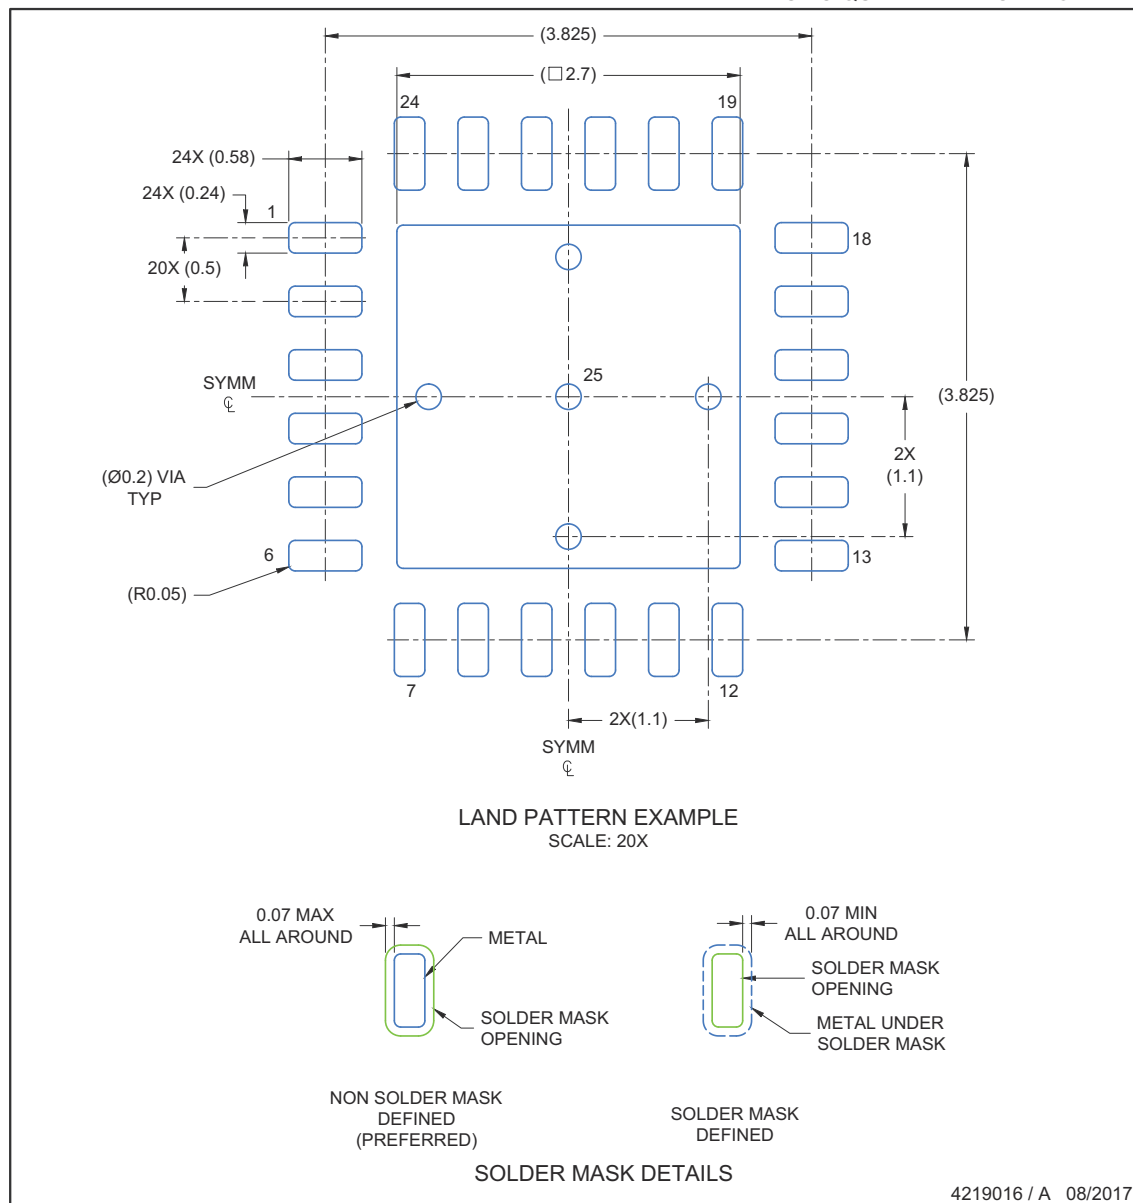 (3.825)
(□2.7)
24
19
24X (0.58)
24X (0.24)
1
18
20X (0.5)
25
SYMM
℄
(3.825)
2X
(1.1)
(Ø0.2) VIA
TYP
6
13
(R0.05)
7
12
2X(1.1)
SYMM
℄
LAND PATTERN EXAMPLE
SCALE: 20X
0.07 MAX
ALL AROUND
METAL
SOLDER MASK
OPENING
NON SOLDER MASK
DEFINED
(PREFERRED)
0.07 MIN
ALL AROUND
SOLDER MASK
OPENING
METAL UNDER
SOLDER MASK
SOLDER MASK
DEFINED
SOLDER MASK DETAILS
4219016 / A 08/2017